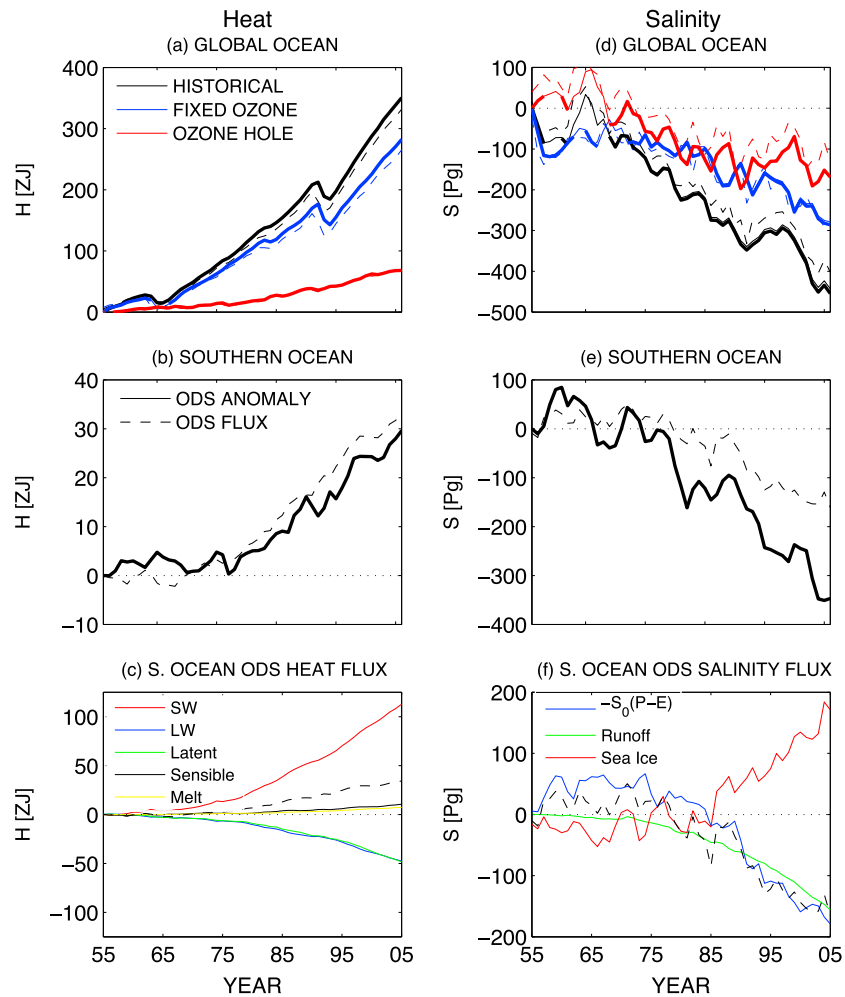 Heat
Salinity
(a) GLOBAL OCEAN
(d) GLOBAL OCEAN
400
300
200
100
0
H [ZJ]
HISTORICAL
FIXED OZONE
OZONE HOLE
100
0
−100
−200
−300
−400
−500
S [Pg]
55 65 75 85 95 05
(b) SOUTHERN OCEAN
(e) SOUTHERN OCEAN
40
30
20
10
0
−10
H [ZJ]
ODS ANOMALY
ODS FLUX
100
0
−100
−200
−300
−400
S [Pg]
(c) S. OCEAN ODS HEAT FLUX
(f) S. OCEAN ODS SALINITY FLUX
100
50
0
−50
−100
H [ZJ]
SW
LW
Latent
Sensible
Melt
55 65 75 85 95 05
YEAR
200
100
0
−100
−200
S [Pg]
−S₀(P−E)
Runoff
Sea Ice
YEAR